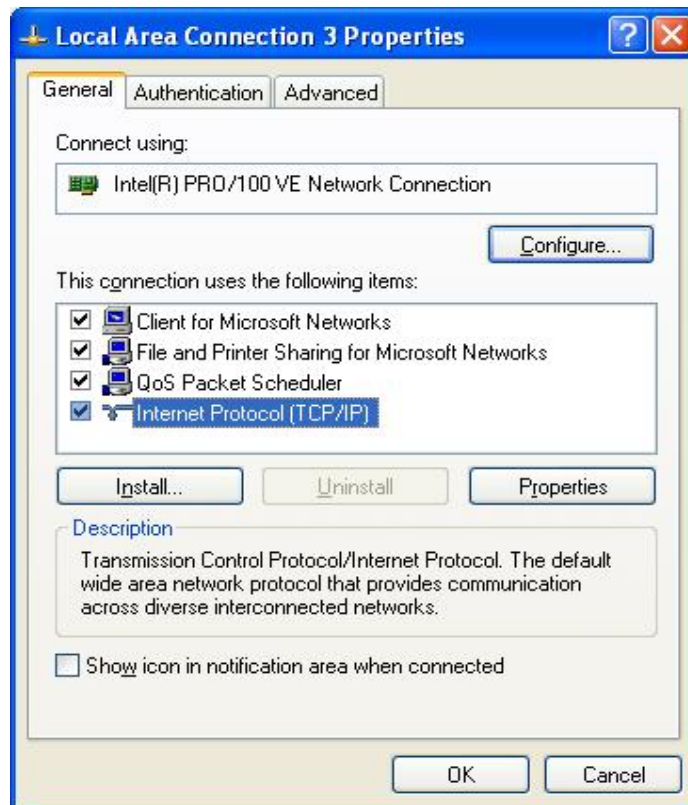 Local Area Connection 3 Properties
?
X
General
Authentication
Advanced
Connect using:
Intel(R) PRO/100 VE Network Connection
Configure...
This connection uses the following items:
Client for Microsoft Networks
File and Printer Sharing for Microsoft Networks
QoS Packet Scheduler
Internet Protocol (TCP/IP)
Install...
Uninstall
Properties
Description
Transmission Control Protocol/Internet Protocol. The default
wide area network protocol that provides communication
across diverse interconnected networks.
Show icon in notification area when connected
OK
Cancel